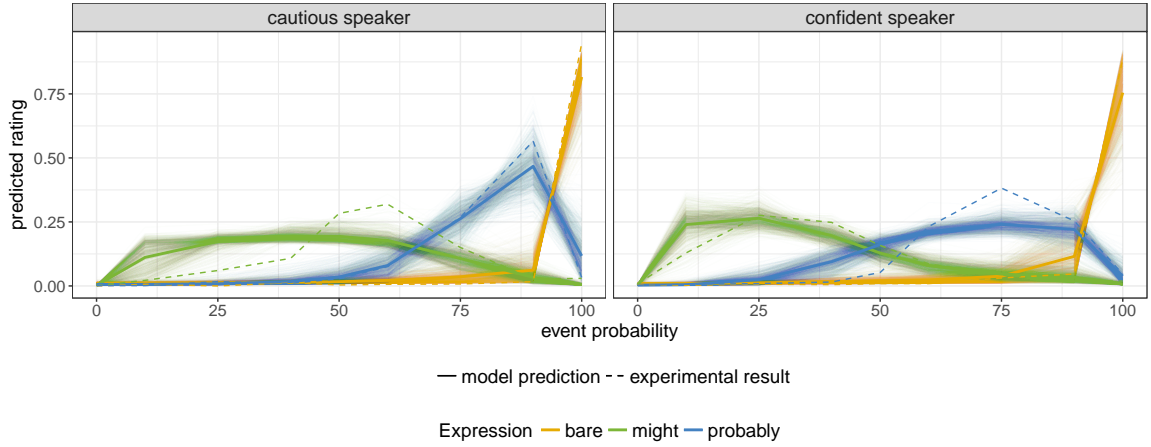 cautious speaker confident speaker
predicted rating
0.75
0.50
0.25
0.00
0 25 50 75 100 0 25 50 75 100
event probability
model prediction experimental result
Expression bare might probably